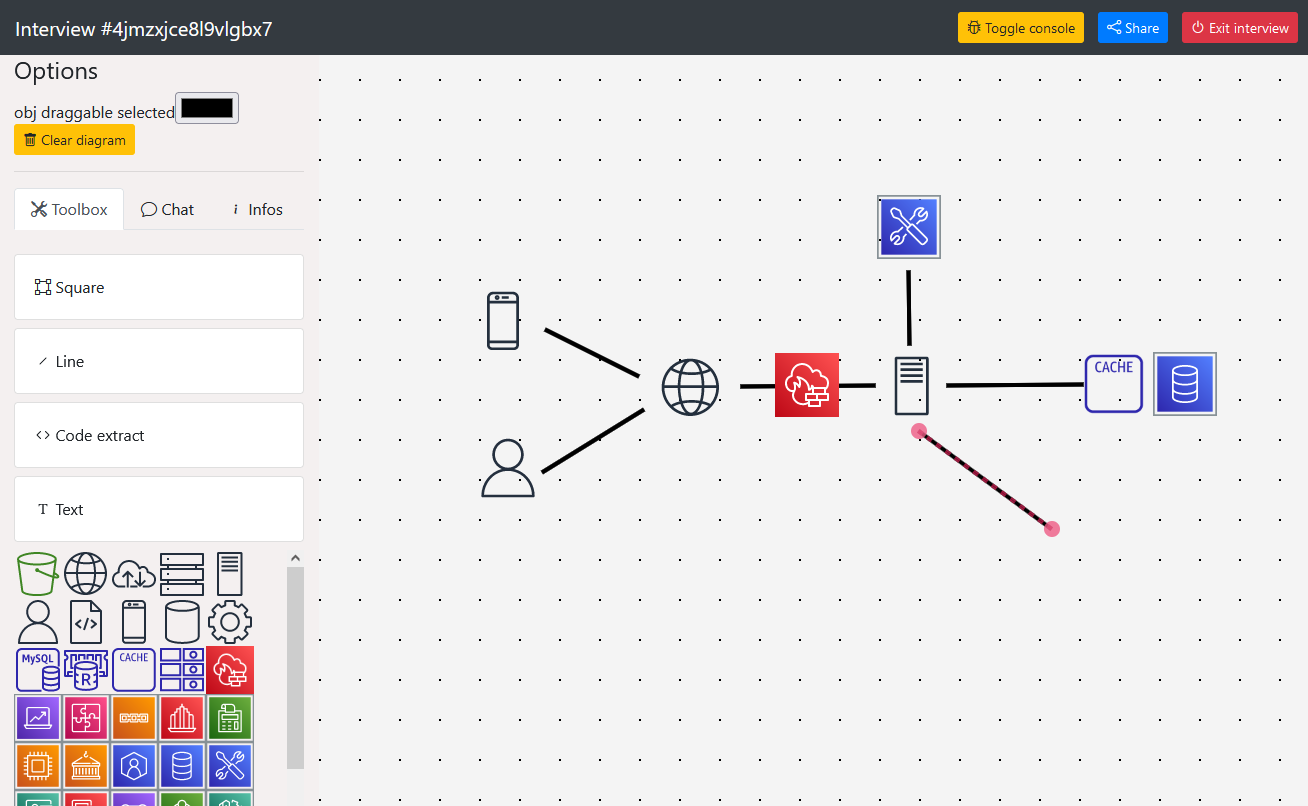 Interview #4jmzxjce8l9vlgbx7
Toggle console
Share
Exit interview
Options
obj draggable selected
Clear diagram
Toolbox
Chat
Infos
Square
Line
Code extract
Text
MySQL
R
CACHE
CACHE